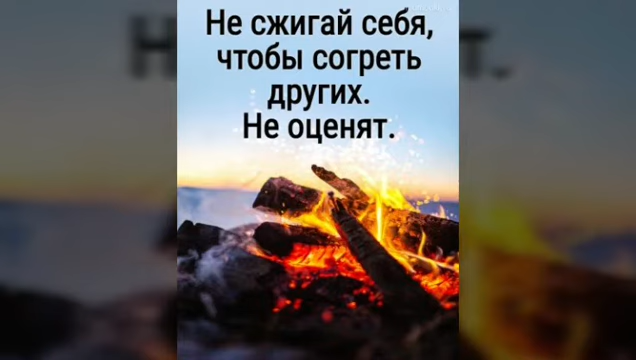 Не сжигай себя,
чтобы согреть
других.
Не оценят.